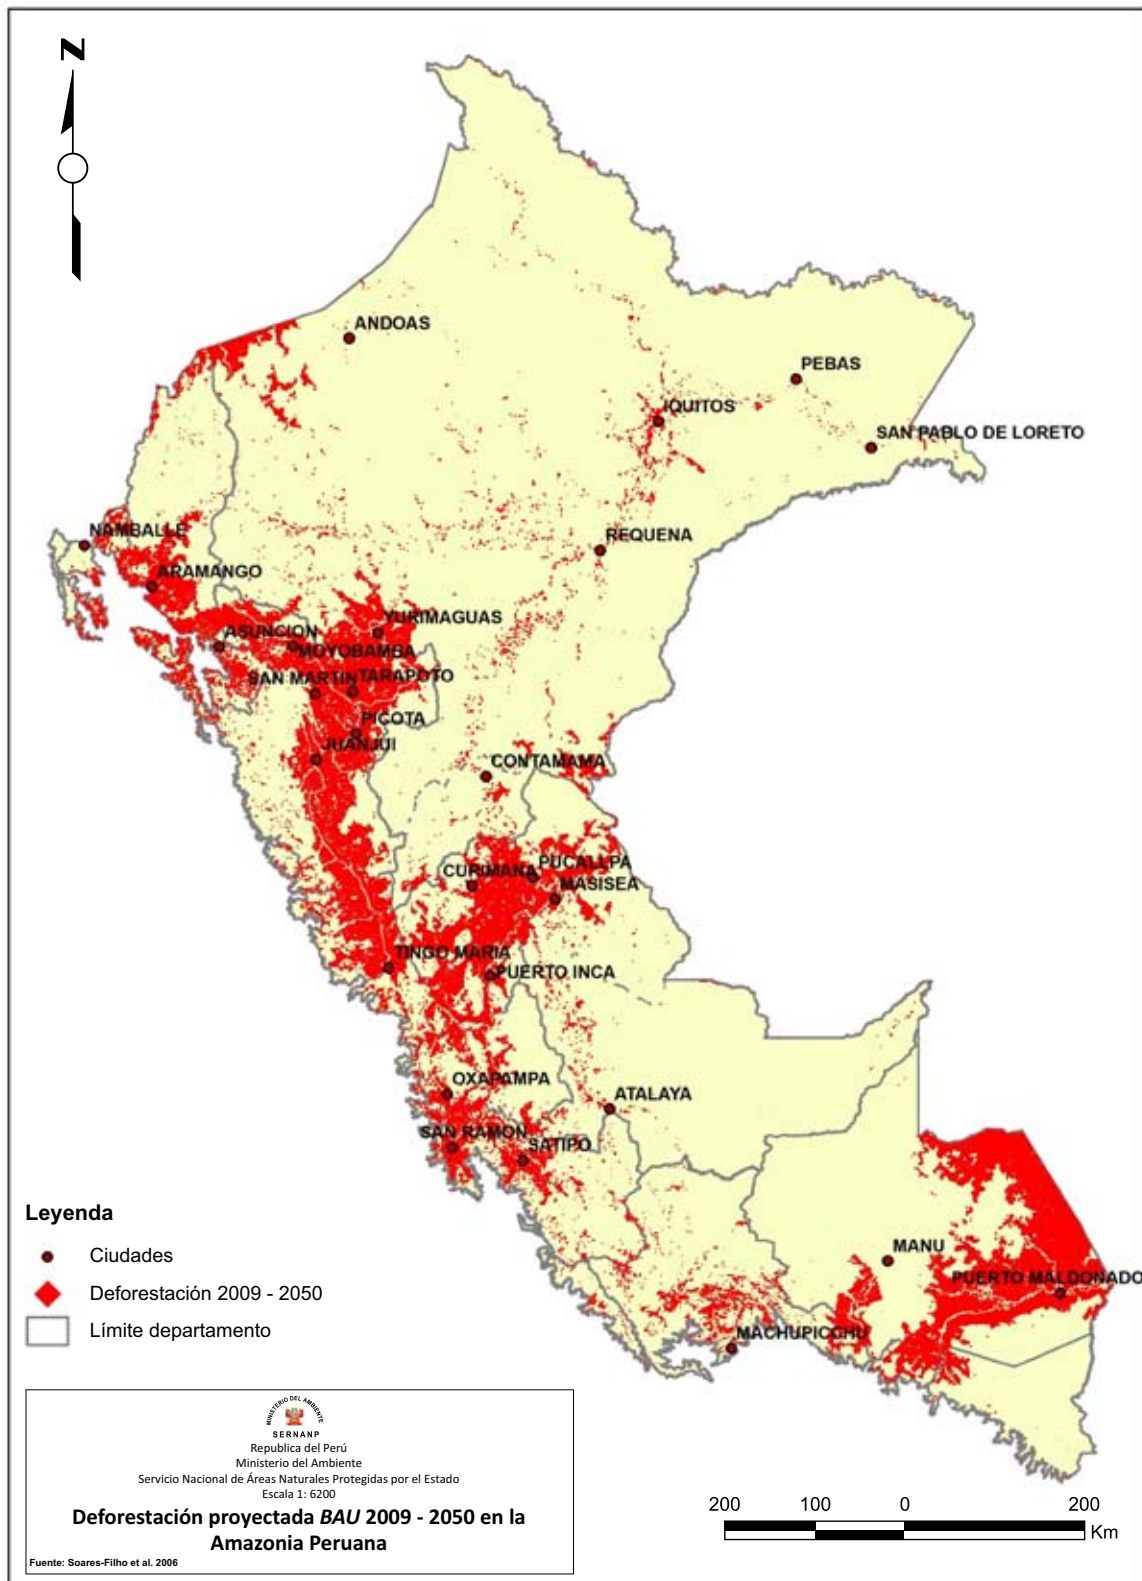 N
ANDOAS
PEBAS
IQUITOS
SAN PABLO DE LORETO
NAMBALLE
REQUENA
ARAMANGO
YURIMAGUAS
ASUNCION
MOYOBAMBA
SAN MARTIN
TARAPOTO
PICOTA
JUANJUI
CONTAMAMA
PUCALLPA
CURIMANA
MASISEA
TINGO MARIA
PUERTO INCA
OXAPAMPA
ATALAYA
SAN RAMON
SATIPO
MANU
PUERTO MALDONADO
MACHUPICCHU
Leyenda
Ciudades
Deforestación 2009 - 2050
Límite departamento
MINISTERIO DEL AMBIENTE
SERNANP
Republica del Perú
Ministerio del Ambiente
Servicio Nacional de Áreas Naturales Protegidas por el Estado
Escala 1: 6200
Deforestación proyectada BAU 2009 - 2050 en la
Amazonia Peruana
Fuente: Soares-Filho et al. 2006
200 100 0 200
Km